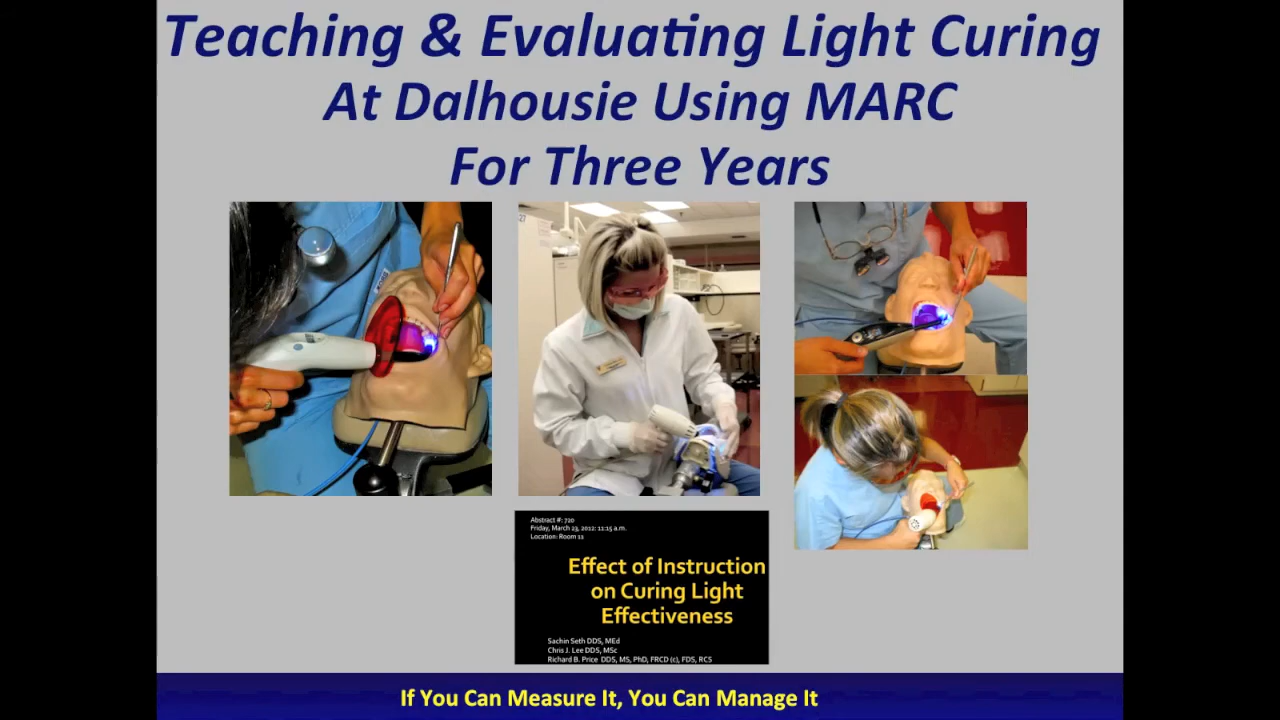 Teaching & Evaluating Light Curing
At Dalhousie Using MARC
For Three Years
27
Abstract #: 720
Friday, March 23, 2012: 11:15 a.m.
Location: Room 11
Effect of Instruction
on Curing Light
Effectiveness
Sachin Seth DDS, MEd
Chris J. Lee DDS, MSc
Richard B. Price DDS, MS, PhD, FRCD (c), FDS, RCS
If You Can Measure It, You Can Manage It